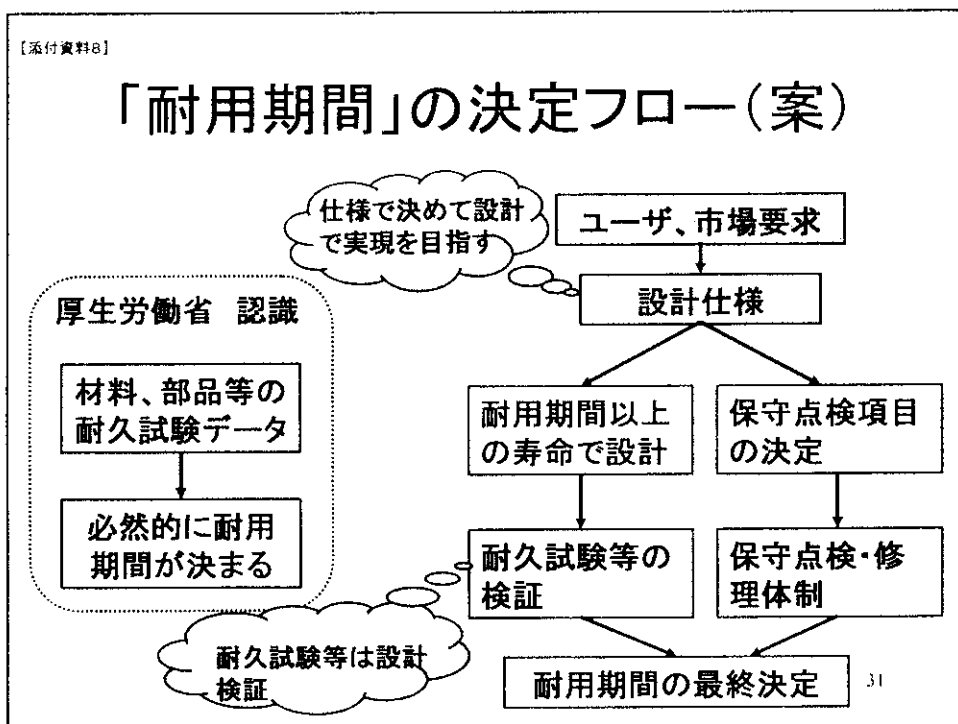 【添付資料8】
「耐用期間」の決定フロー(案)
仕様で決めて設計
で実現を目指す
ユーザ、市場要求
設計仕様
厚生労働省 認識
材料、部品等の
耐久試験データ
必然的に耐用
期間が決まる
耐用期間以上
の寿命で設計
保守点検項目
の決定
耐久試験等の
検証
保守点検・修
理体制
耐久試験等は設計
検証
耐用期間の最終決定
31